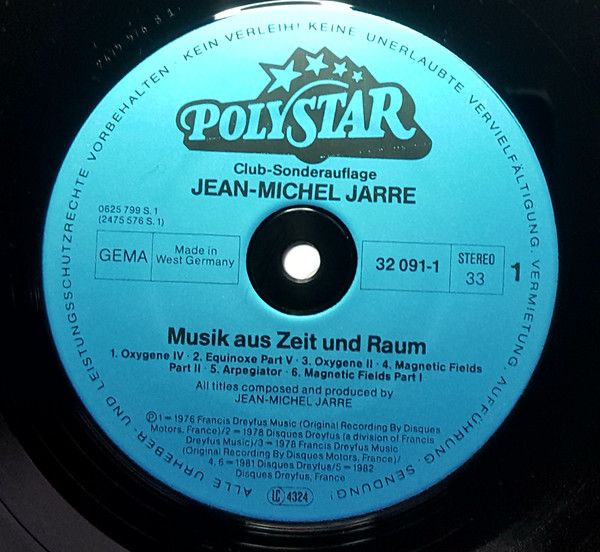 ALLE URHEBER- UND LEISTUNGSSCHUTZRECHTE VORBEHALTEN · KEIN VERLEIH! KEINE UNERLAUBTE VERVIELFÄLTIGUNG, VERMIETUNG, AUFFÜHRUNG, SENDUNG!
POLYSTAR
Club-Sonderauflage
JEAN-MICHEL JARRE
0625 799 S. 1
(2475 576 S. 1)
GEMA
Made in
West Germany
32 091-1
STEREO
33
1
Musik aus Zeit und Raum
1. Oxygene IV · 2. Equinoxe Part V · 3. Oxygene II · 4. Magnetic Fields
Part II · 5. Arpegiator · 6. Magnetic Fields Part I
All titles composed and produced by
JEAN-MICHEL JARRE
Ⓟ1 = 1976 Francis Dreyfus Music (Original Recording By Disques
Motors, France)/2 = 1978 Disques Dreyfus (a division of Francis
Dreyfus Music)/3 = 1978 Francis Dreyfus Music
(Original Recording By Disques Motors, France)/
4, 6 = 1981 Disques Dreyfus/5 = 1982
Disques Dreyfus, France
LC 4324